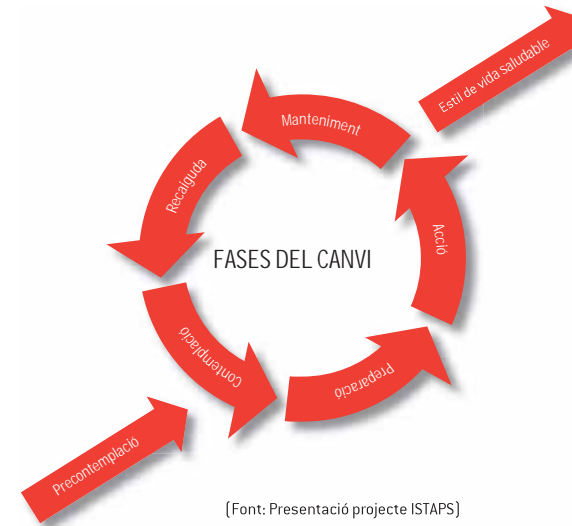 Estil de vida saludable
Manteniment
Recaiguda
Acció
FASES DEL CANVI
Contemplació
Preparació
Precontemplació
(Font: Presentació projecte ISTAPS)